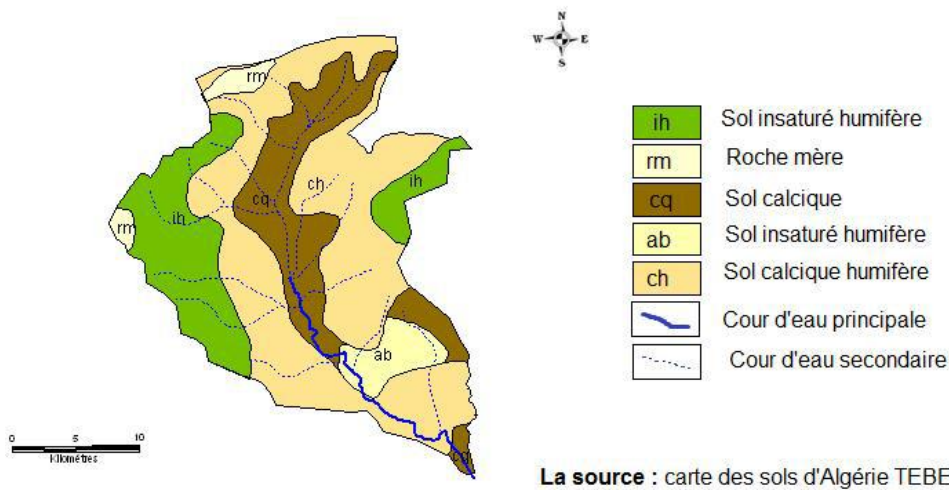 N
W E
S
rm
ih
ch
ih
cq
rm
ab
cq
0 5 10
Kilométres
ih Sol insaturé humifère
rm Roche mère
cq Sol calcique
ab Sol insaturé humifère
ch Sol calcique humifère
Cour d'eau principale
Cour d'eau secondaire
La source : carte des sols d'Algérie TEBE